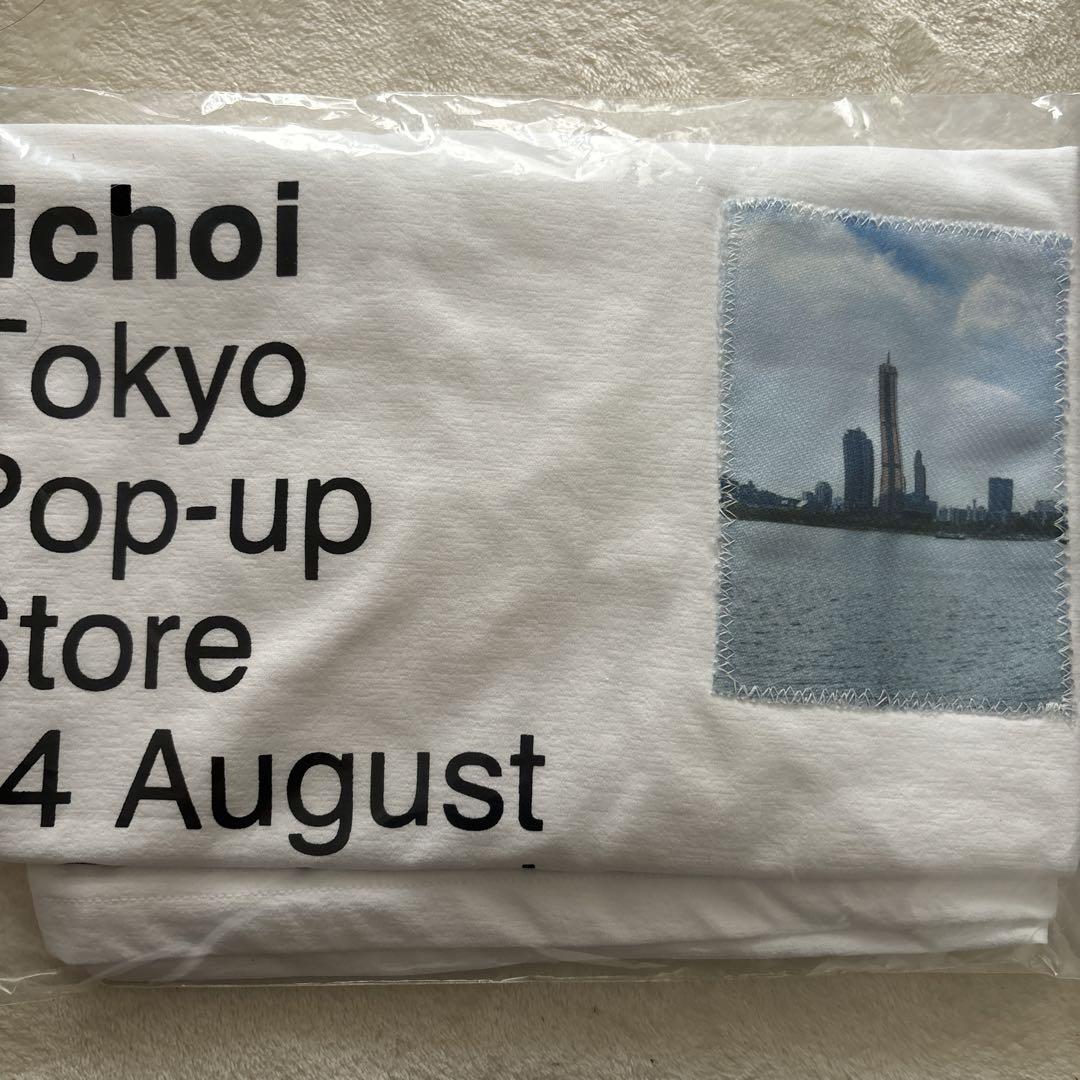 ichoi
Tokyo
Pop-up
Store
4 August